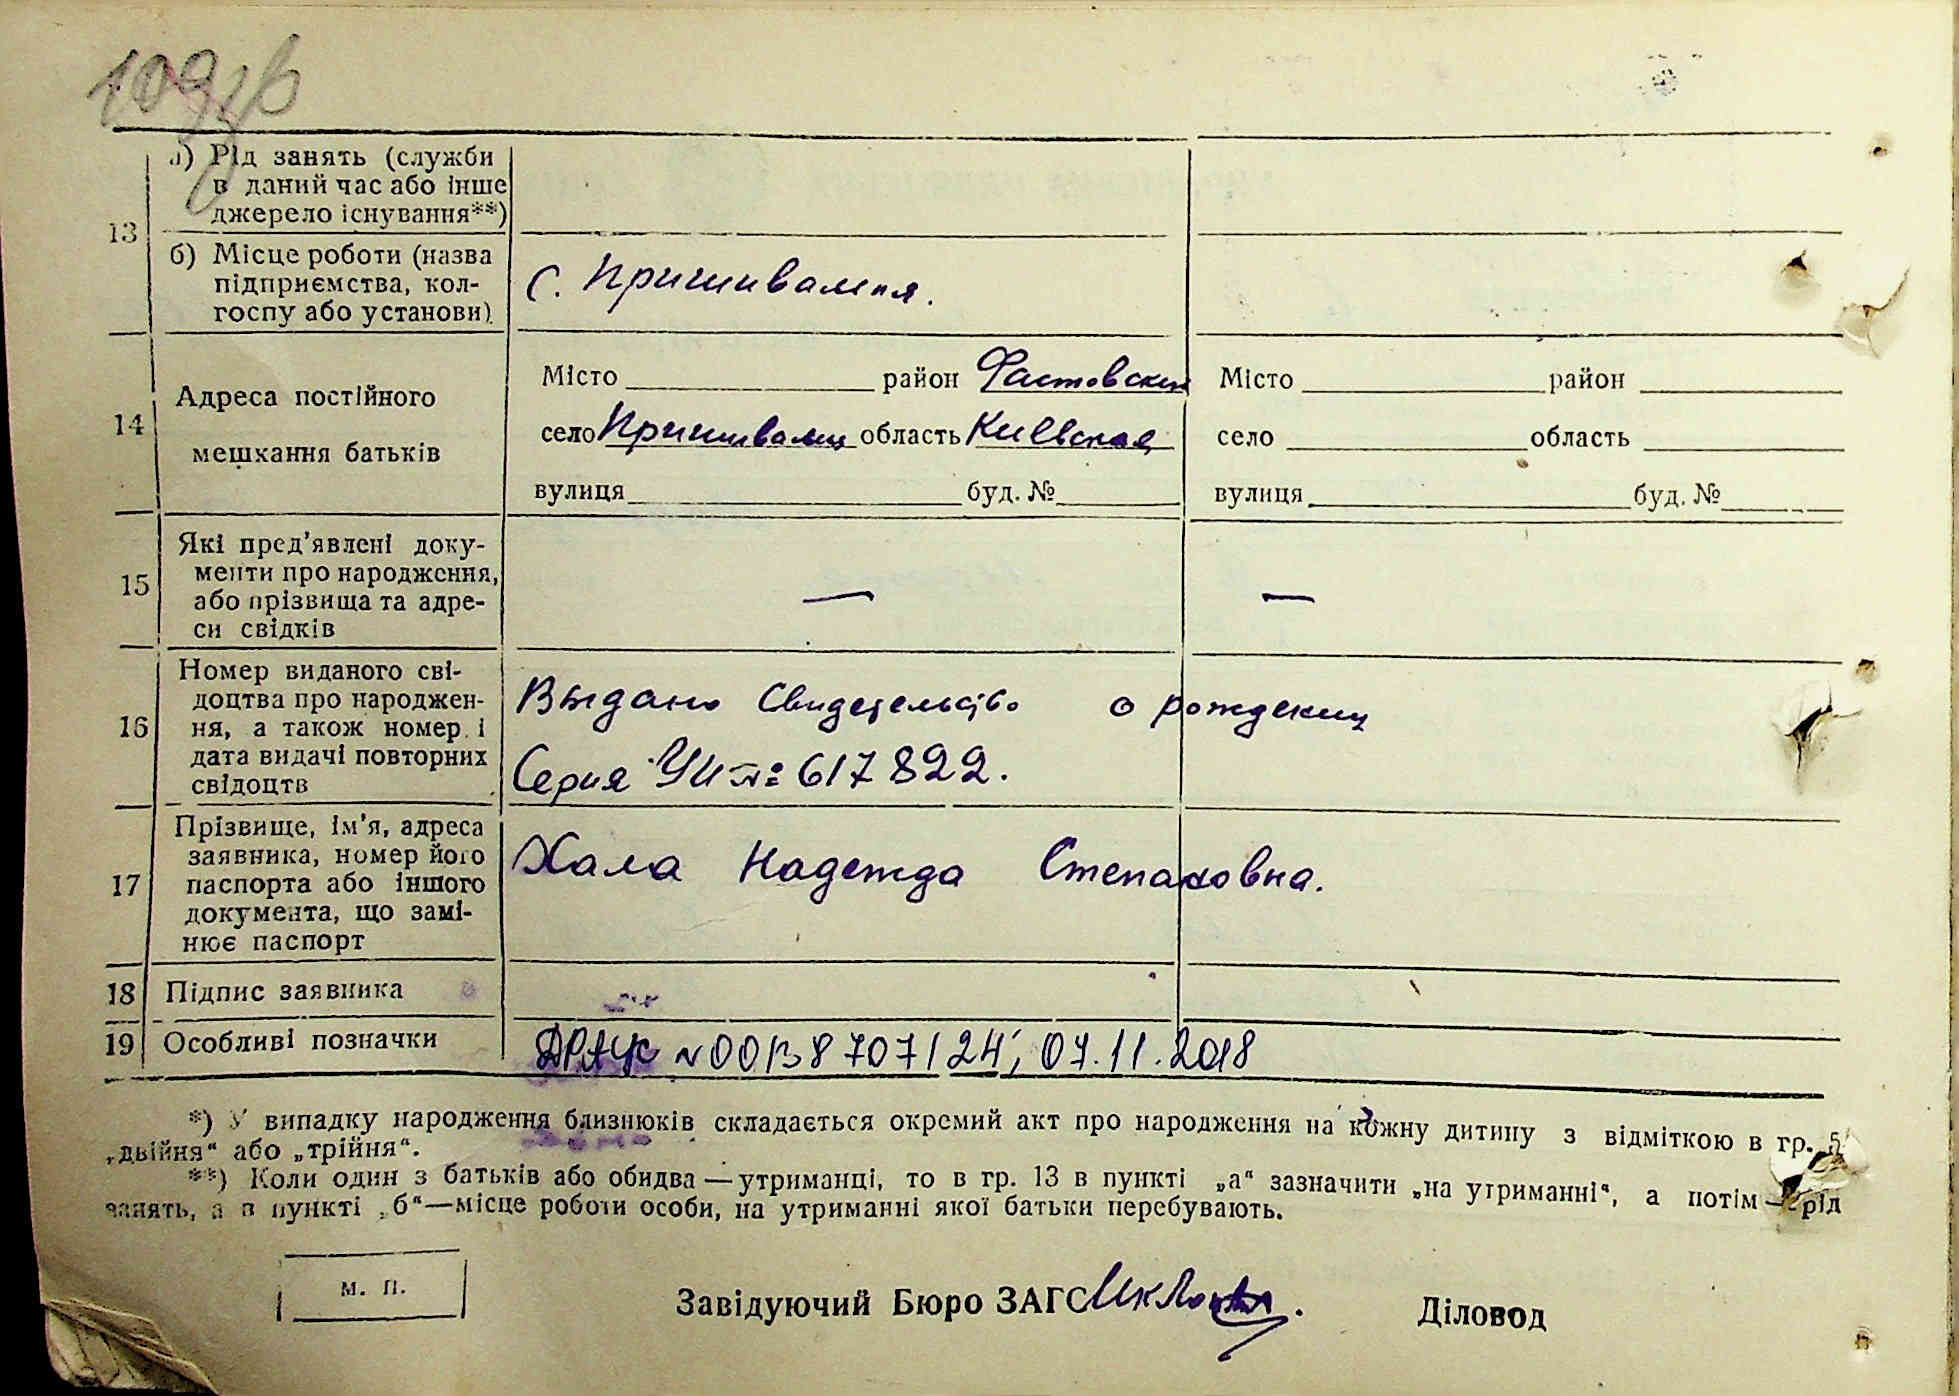 109зв
а) Рід занять (служби
в даний час або інше
джерело існування**)
13
б) Місце роботи (назва
підприємства, кол-
госпу або установи)
с. Пришивальня.
14
Адреса постійного
мешкання батьків
Місто район Фастовский
село Пришивальн область Киевская
вулиця буд. №
Місто район
село область
вулиця буд. №
15
Які пред'явлені доку-
менти про народження,
або прізвища та адре-
си свідків
—
—
16
Номер виданого сві-
доцтва про народжен-
ня, а також номер і
дата видачі повторних
свідоцтв
Выдано Свидетельство о рождении
Серия УИ № 617822.
17
Прізвище, ім'я, адреса
заявника, номер його
паспорта або іншого
документа, що замі-
нює паспорт
Хала Надежда Степановна.
18
Підпис заявника
19
Особливі позначки
ДРАЦС №00138707124; 07.11.2018
*) У випадку народження близнюків складається окремий акт про народження на кожну дитину з відміткою в гр. 5
„двійня“ або „трійня“.
**) Коли один з батьків або обидва — утриманці, то в гр. 13 в пункті „а“ зазначити „на утриманні“, а потім — рід
занять, а в пункті „б“—місце роботи особи, на утриманні якої батьки перебувають.
м. п.
Завідуючий Бюро ЗАГС
Діловод